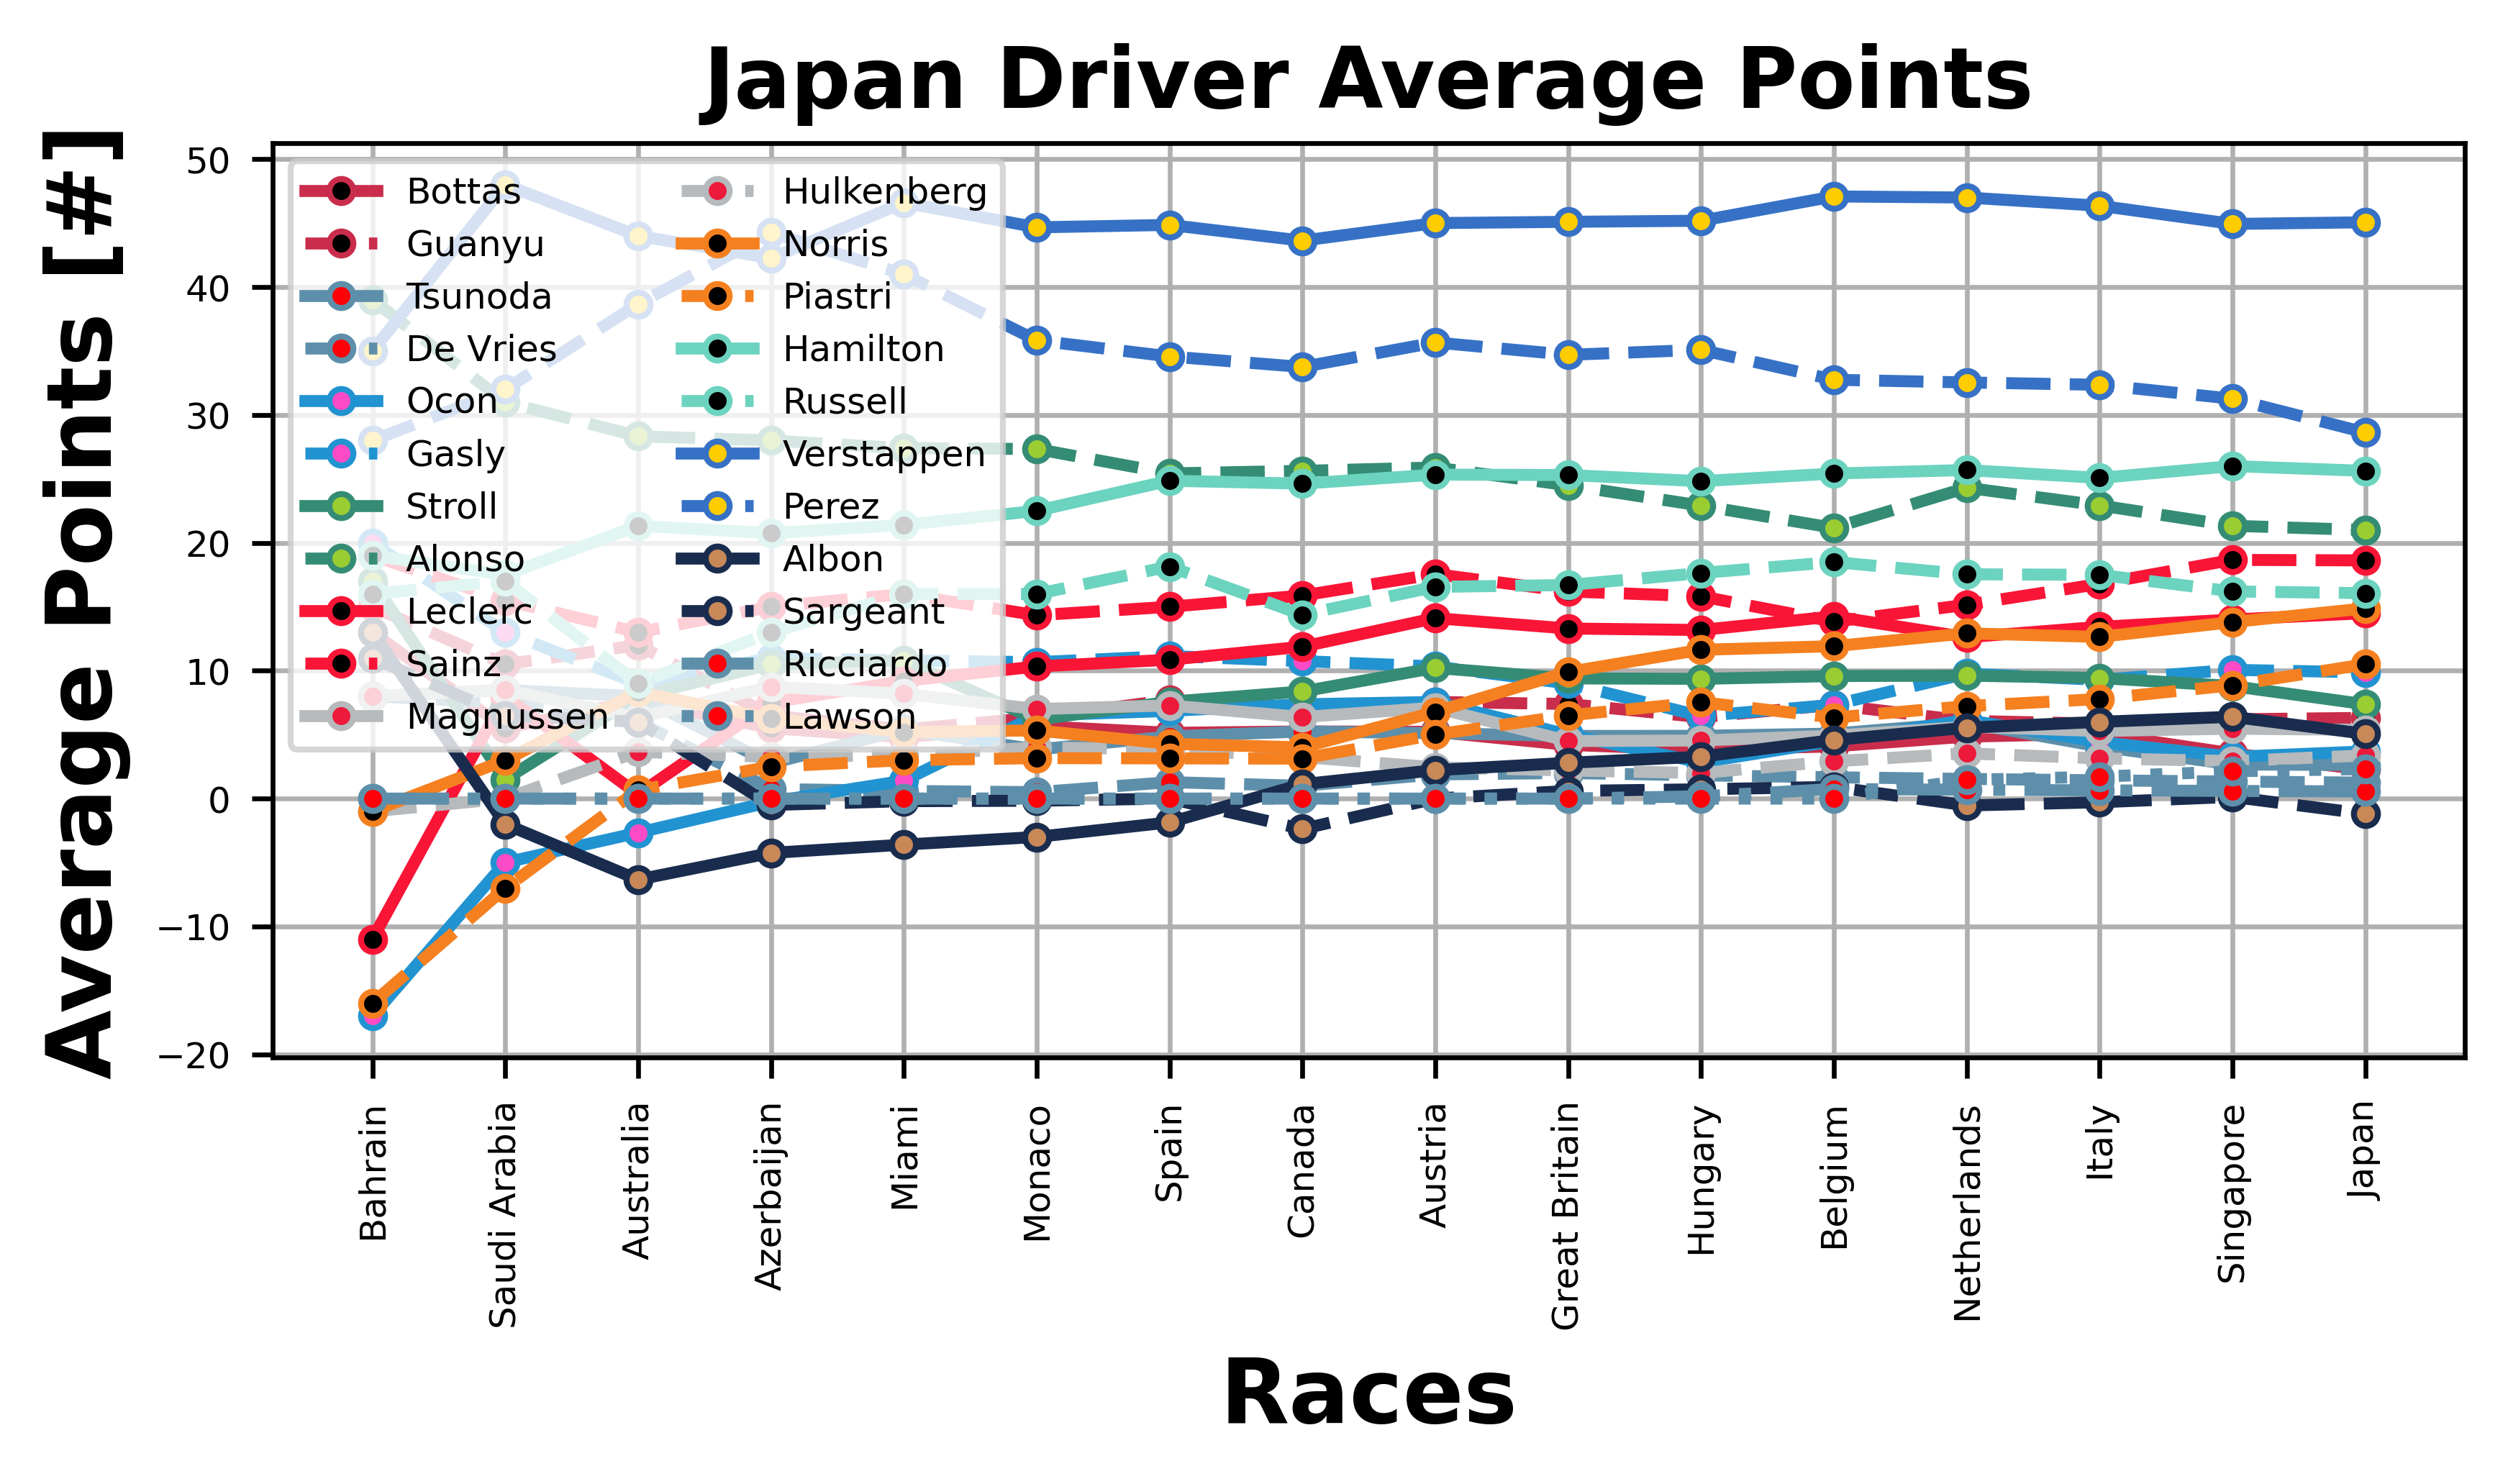 Japan Driver Average Points
Average Points [#]
50
40
30
20
10
0
−10
−20
Bottas
Guanyu
Tsunoda
De Vries
Ocon
Gasly
Stroll
Alonso
Leclerc
Sainz
Magnussen
Hulkenberg
Norris
Piastri
Hamilton
Russell
Verstappen
Perez
Albon
Sargeant
Ricciardo
Lawson
Bahrain
Saudi Arabia
Australia
Azerbaijan
Miami
Monaco
Spain
Canada
Austria
Great Britain
Hungary
Belgium
Netherlands
Italy
Singapore
Japan
Races